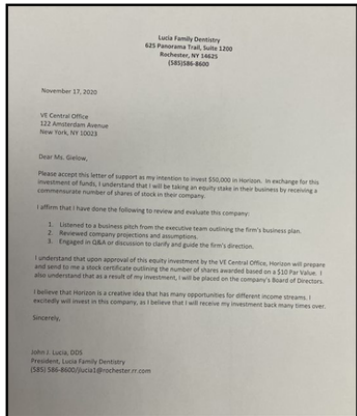 Lucia Family Dentistry
625 Panorama Trail, Suite 1200
Rochester, NY 14625
(585)586-8600
November 17, 2020
VE Central Office
122 Amsterdam Avenue
New York, NY 10023
Dear Ms. Gielow,
Please accept this letter of support as my intention to invest $50,000 in Horizon. In exchange for this
investment of funds, I understand that I will be taking an equity stake in their business by receiving a
commensurate number of shares of stock in their company.
I affirm that I have done the following to review and evaluate this company:
1. Listened to a business pitch from the executive team outlining the firm's business plan.
2. Reviewed company projections and assumptions.
3. Engaged in Q&A or discussion to clarify and guide the firm's direction.
I understand that upon approval of this equity investment by the VE Central Office, Horizon will prepare
and send to me a stock certificate outlining the number of shares awarded based on a $10 Par Value. I
also understand that as a result of my investment, I will be placed on the company's Board of Directors.
I believe that Horizon is a creative idea that has many opportunities for different income streams. I
excitedly will invest in this company, as I believe that I will receive my investment back many times over.
Sincerely,
John J. Lucia, DDS
President, Lucia Family Dentistry
(585) 586-8600/jlucia1@rochester.rr.com